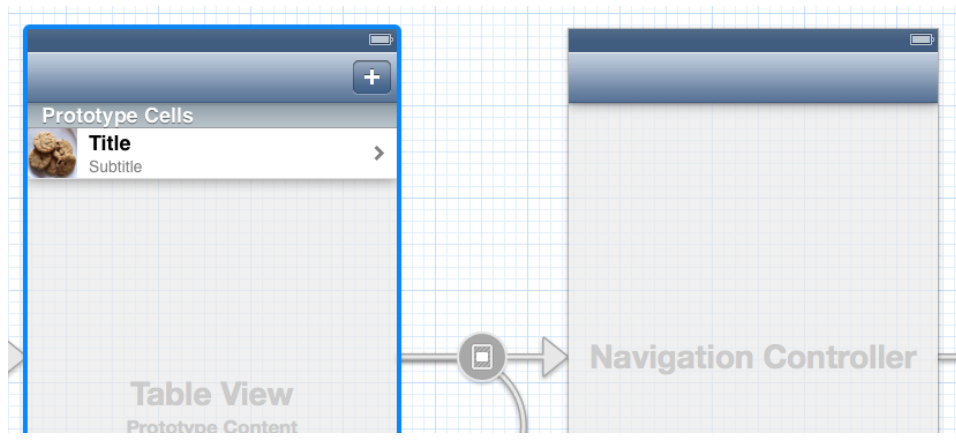 +
Prototype Cells
Title
Subtitle
Navigation Controller
Table View
Prototype Content